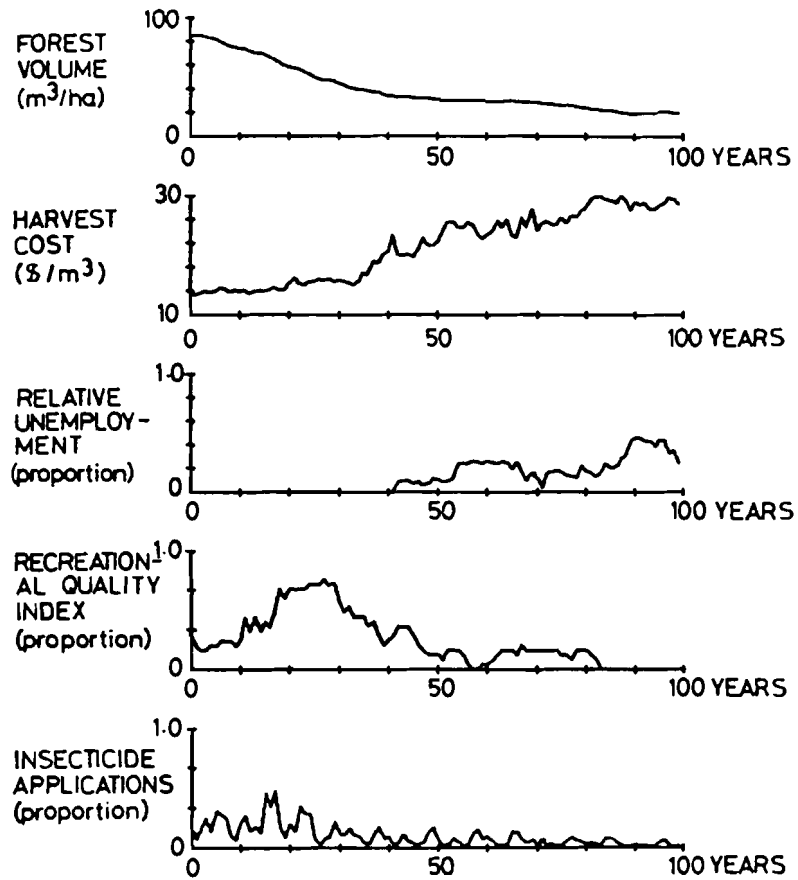 100
FOREST
VOLUME
(m³/ha)
0
0 50 100 YEARS
30
HARVEST
COST
($/m³)
10
0 50 100 YEARS
1.0
RELATIVE
UNEMPLOY-
MENT
(proportion)
0
0 50 100 YEARS
1.0
RECREATION-
AL QUALITY
INDEX
(proportion)
0
0 50 100 YEARS
1.0
INSECTICIDE
APPLICATIONS
(proportion)
0
0 50 100 YEARS